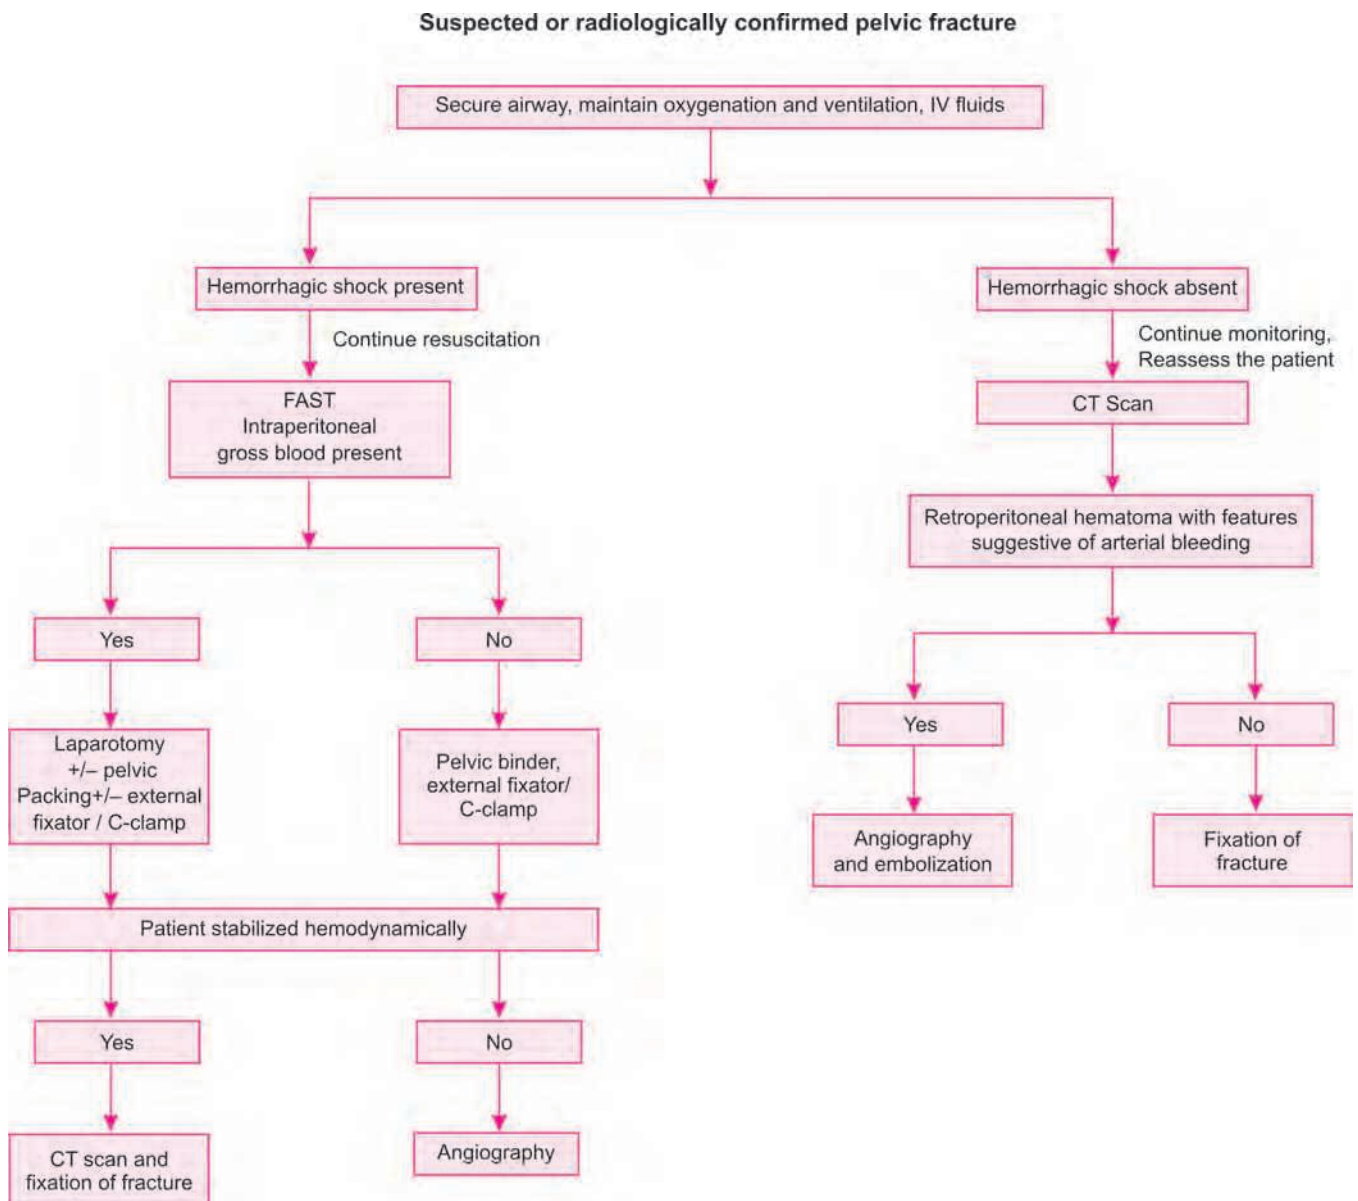 Suspected or radiologically confirmed pelvic fracture
Secure airway, maintain oxygenation and ventilation, IV fluids
Hemorrhagic shock present
Continue resuscitation
FAST
Intraperitoneal
gross blood present
Yes
No
Laparotomy
+/– pelvic
Packing+/– external
fixator / C-clamp
Pelvic binder,
external fixator/
C-clamp
Patient stabilized hemodynamically
Yes
No
CT scan and
fixation of fracture
Angiography
Hemorrhagic shock absent
Continue monitoring,
Reassess the patient
CT Scan
Retroperitoneal hematoma with features
suggestive of arterial bleeding
Yes
No
Angiography
and embolization
Fixation of
fracture